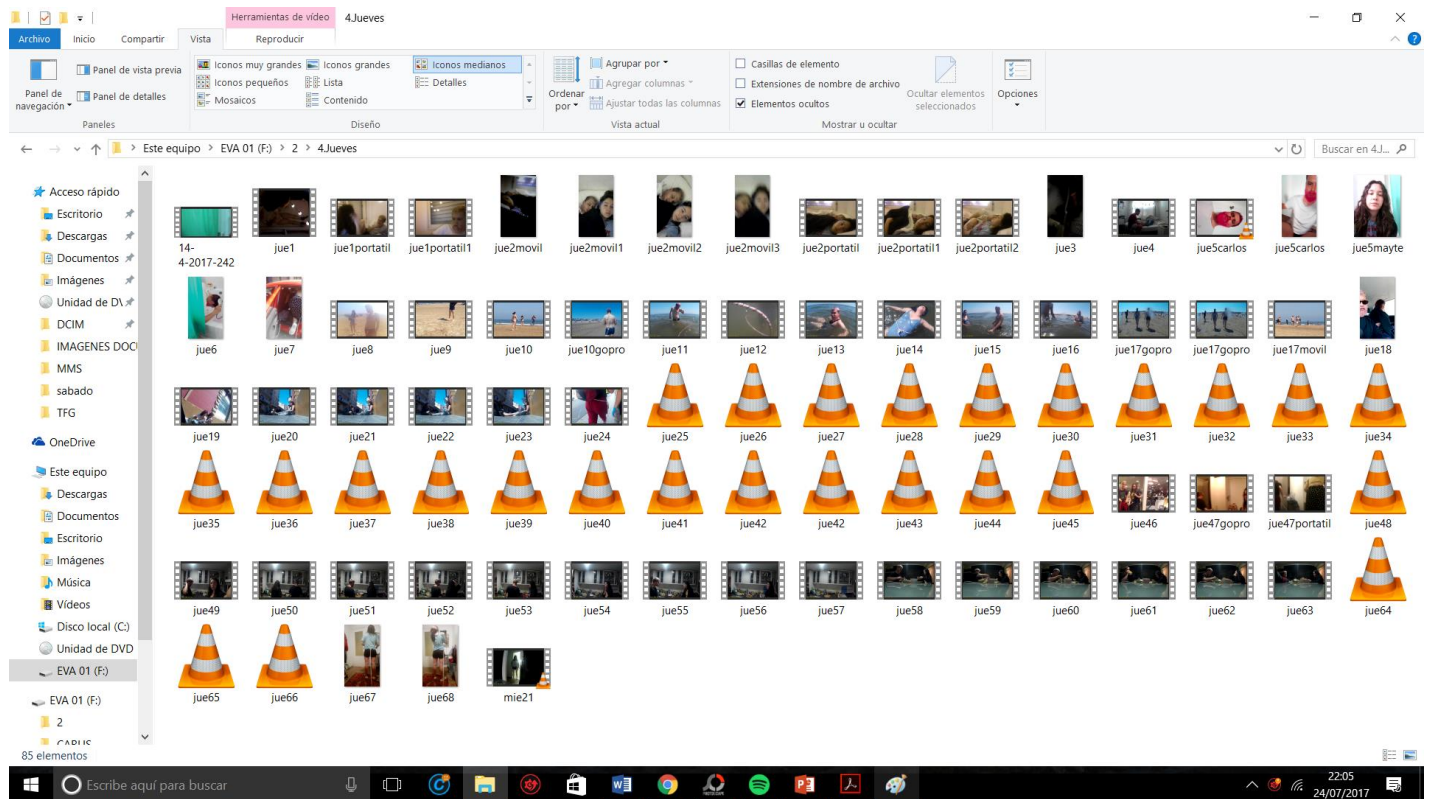 Herramientas de vídeo 4.Jueves
Archivo Inicio Compartir Vista Reproducir
Panel de navegación
Panel de vista previa
Panel de detalles
Paneles
Iconos muy grandes Iconos grandes Iconos medianos
Iconos pequeños Lista Detalles
Mosaicos Contenido
Diseño
Ordenar por
Agrupar por
Agregar columnas
Ajustar todas las columnas
Vista actual
Casillas de elemento
Extensiones de nombre de archivo
Elementos ocultos
Ocultar elementos seleccionados
Mostrar u ocultar
Opciones
Este equipo > EVA 01 (F:) > 2 > 4.Jueves
Buscar en 4.J...
Acceso rápido
Escritorio
Descargas
Documentos
Imágenes
Unidad de D\
DCIM
IMAGENES DOC
MMS
sabado
TFG
OneDrive
Este equipo
Descargas
Documentos
Escritorio
Imágenes
Música
Vídeos
Disco local (C:)
Unidad de DVD
EVA 01 (F:)
EVA 01 (F:)
2
14-4-2017-242 jue1 jue1portatil jue1portatil1 jue2movil jue2movil1 jue2movil2 jue2movil3 jue2portatil jue2portatil1 jue2portatil2 jue3 jue4 jue5carlos jue5carlos jue5mayte
jue6 jue7 jue8 jue9 jue10 jue10gopro jue11 jue12 jue13 jue14 jue15 jue16 jue17gopro jue17gopro jue17movil jue18
jue19 jue20 jue21 jue22 jue23 jue24 jue25 jue26 jue27 jue28 jue29 jue30 jue31 jue32 jue33 jue34
jue35 jue36 jue37 jue38 jue39 jue40 jue41 jue42 jue42 jue43 jue44 jue45 jue46 jue47gopro jue47portatil jue48
jue49 jue50 jue51 jue52 jue53 jue54 jue55 jue56 jue57 jue58 jue59 jue60 jue61 jue62 jue63 jue64
jue65 jue66 jue67 jue68 mie21
85 elementos
Escribe aquí para buscar
22:05
24/07/2017